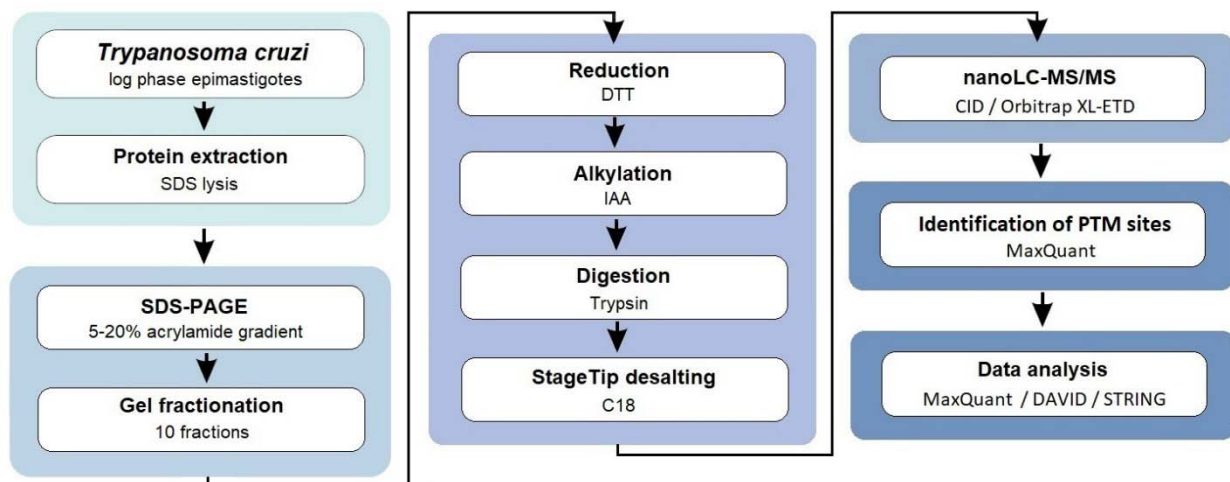 Trypanosoma cruzi
log phase epimastigotes
Protein extraction
SDS lysis
SDS-PAGE
5-20% acrylamide gradient
Gel fractionation
10 fractions
Reduction
DTT
Alkylation
IAA
Digestion
Trypsin
StageTip desalting
C18
nanoLC-MS/MS
CID / Orbitrap XL-ETD
Identification of PTM sites
MaxQuant
Data analysis
MaxQuant / DAVID / STRING